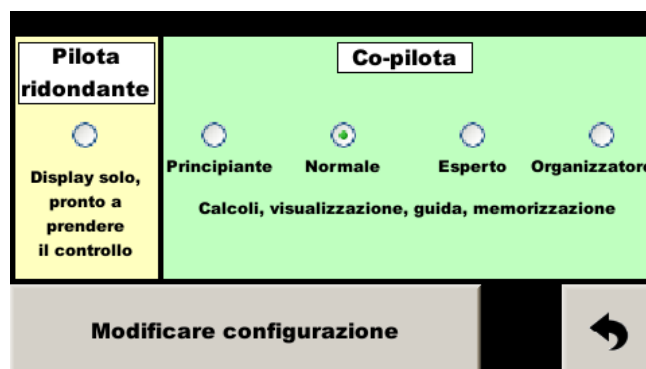 Pilota
ridondante
Display solo,
pronto a
prendere
il controllo
Co-pilota
Principiante Normale Esperto Organizzatore
Calcoli, visualizzazione, guida, memorizzazione
Modificare configurazione